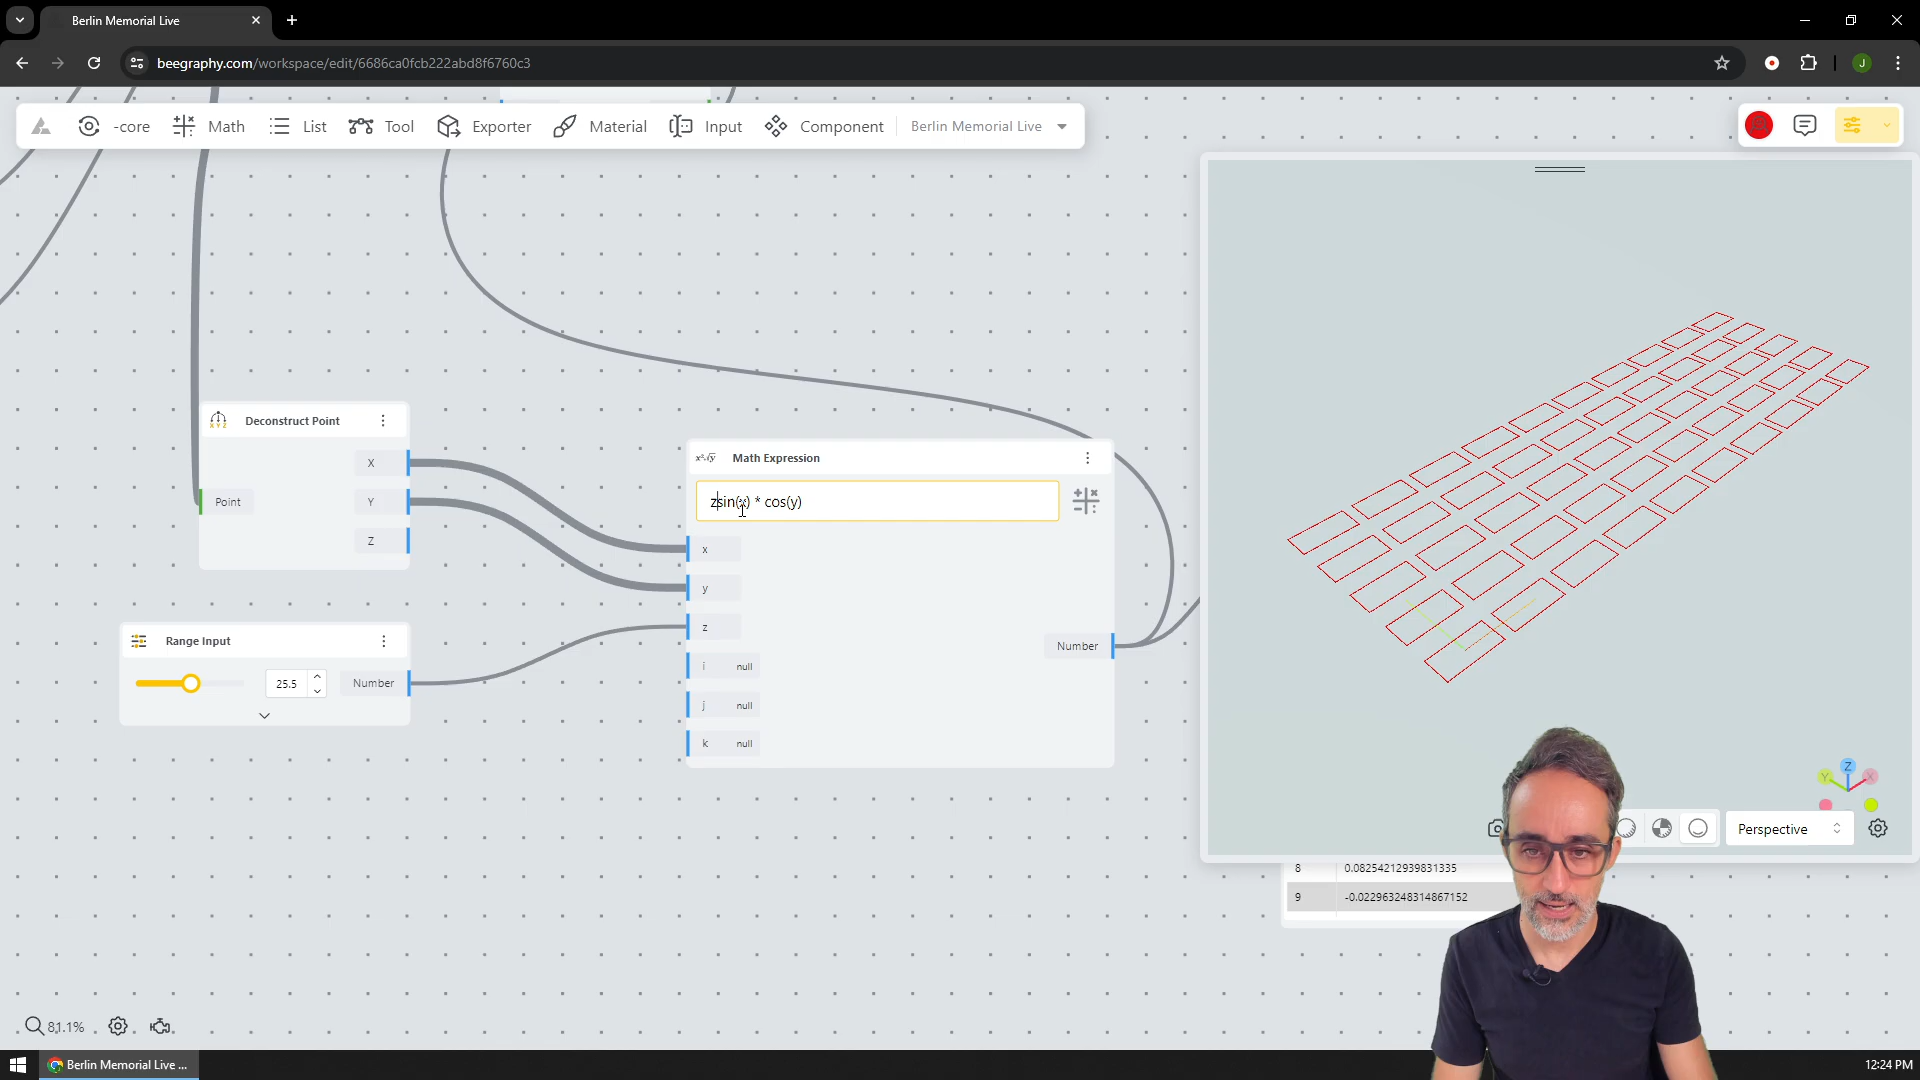 Berlin Memorial Live
beegraphy.com/workspace/edit/6686ca0fcb222abd8f6760c3
J
-core
Math
List
Tool
Exporter
Material
Input
Component
Berlin Memorial Live
Deconstruct Point
X
Point
Y
Z
Range Input
25.5
Number
Math Expression
zsin(x) * cos(y)
x
y
z
i null
j null
k null
Number
Z
Y
X
Perspective
8 0.08254212939831335
9 -0.022963248314867152
81.1%
Berlin Memorial Live ...
12:24 PM